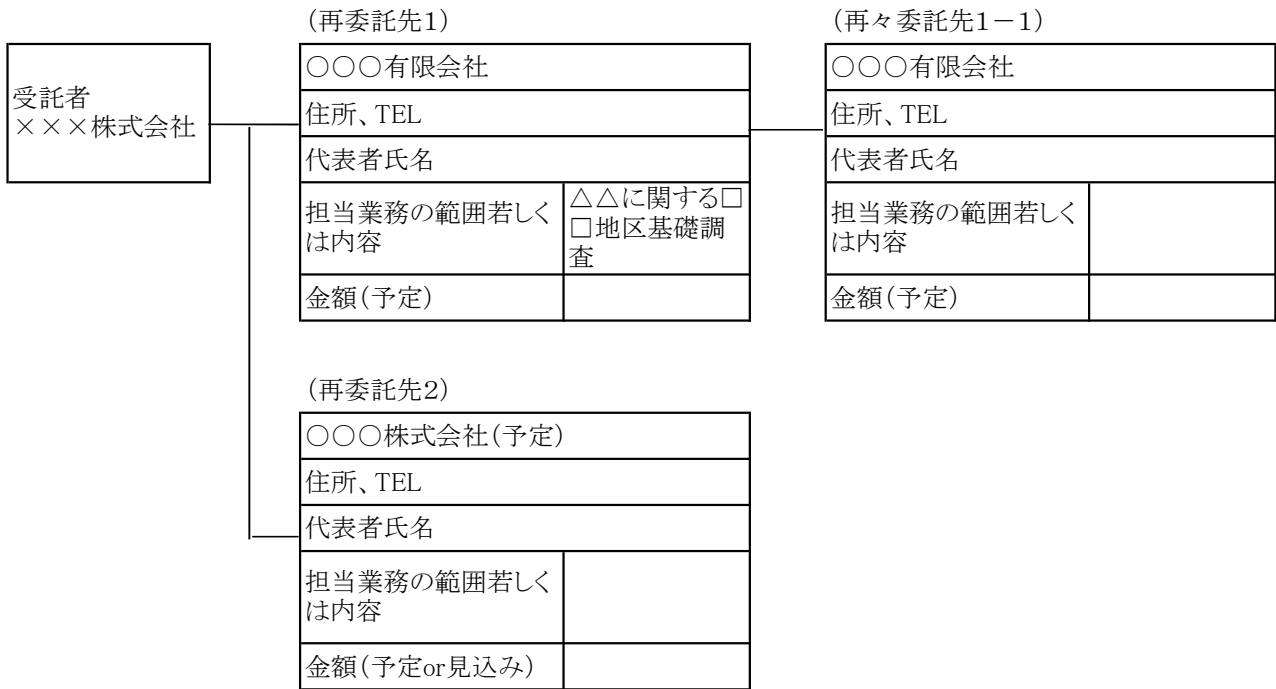 (再委託先1)
(再々委託先1-1)
受託者
×××株式会社
○○○有限会社
住所、TEL
代表者氏名
担当業務の範囲若しく
は内容
△△に関する□
□地区基礎調
査
金額(予定)
○○○有限会社
住所、TEL
代表者氏名
担当業務の範囲若しく
は内容
金額(予定)
(再委託先2)
○○○株式会社(予定)
住所、TEL
代表者氏名
担当業務の範囲若しく
は内容
金額(予定or見込み)